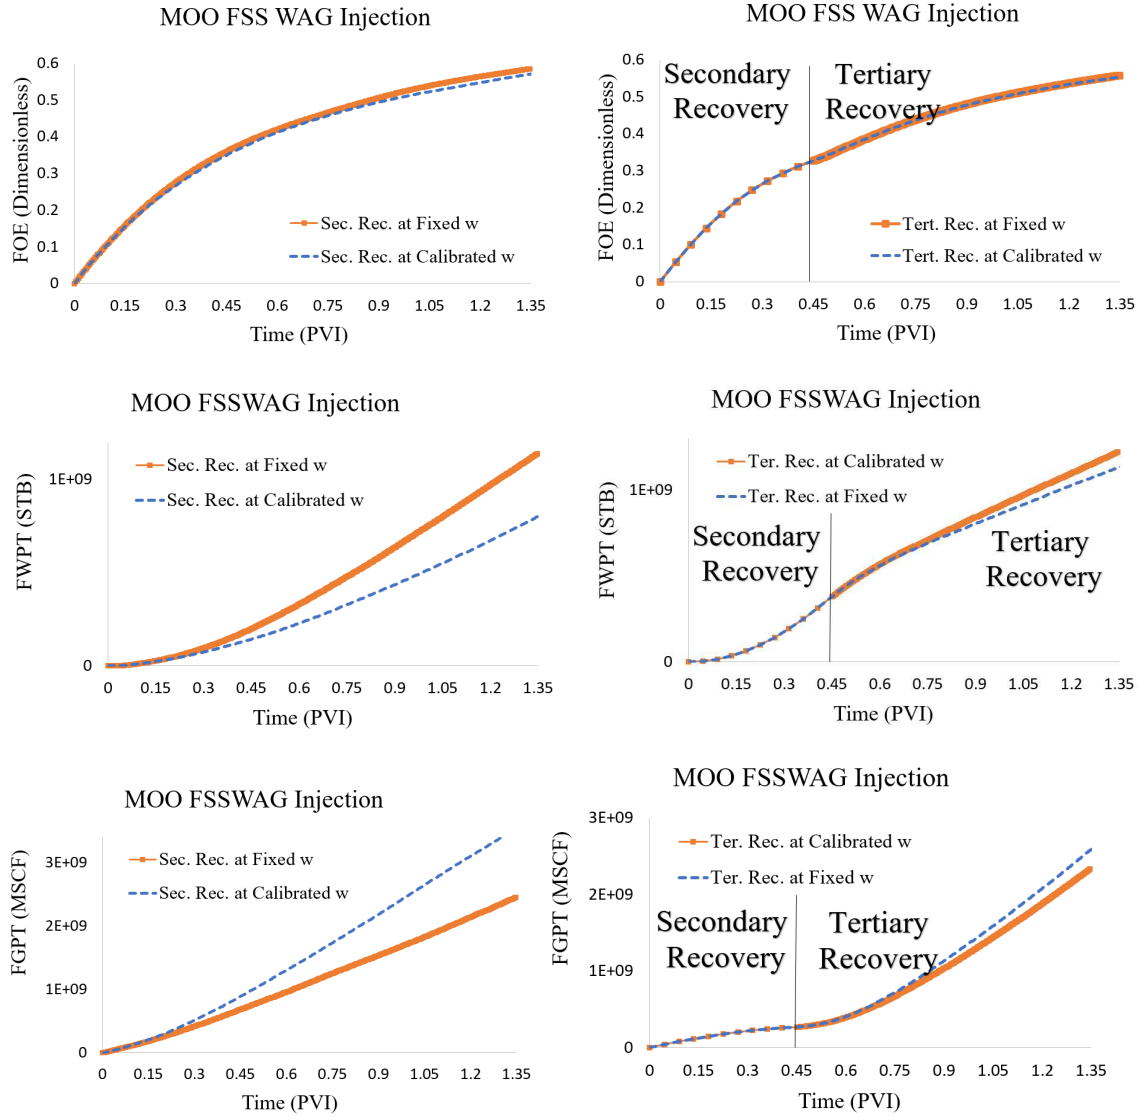 MOO FSS WAG Injection
FOE (Dimensionless)
0.6
0.5
0.4
0.3
0.2
0.1
0
Sec. Rec. at Fixed w
Sec. Rec. at Calibrated w
0 0.15 0.3 0.45 0.6 0.75 0.9 1.05 1.2 1.35
Time (PVI)
MOO FSS WAG Injection
FOE (Dimensionless)
0.6
0.5
0.4
0.3
0.2
0.1
0
Secondary
Recovery
Tertiary
Recovery
Tert. Rec. at Fixed w
Tert. Rec. at Calibrated w
0 0.15 0.3 0.45 0.6 0.75 0.9 1.05 1.2 1.35
Time (PVI)
MOO FSSWAG Injection
FWPT (STB)
1E+09
0
Sec. Rec. at Fixed w
Sec. Rec. at Calibrated w
0 0.15 0.3 0.45 0.6 0.75 0.9 1.05 1.2 1.35
Time (PVI)
MOO FSSWAG Injection
FWPT (STB)
1E+09
0
Ter. Rec. at Calibrated w
Ter. Rec. at Fixed w
Secondary
Recovery
Tertiary
Recovery
0 0.15 0.3 0.45 0.6 0.75 0.9 1.05 1.2 1.35
Time (PVI)
MOO FSSWAG Injection
FGPT (MSCF)
3E+09
2E+09
1E+09
0
Sec. Rec. at Fixed w
Sec. Rec. at Calibrated w
0 0.15 0.3 0.45 0.6 0.75 0.9 1.05 1.2 1.35
Time (PVI)
MOO FSSWAG Injection
FGPT (MSCF)
3E+09
2E+09
1E+09
0
Ter. Rec. at Calibrated w
Ter. Rec. at Fixed w
Secondary
Recovery
Tertiary
Recovery
0 0.15 0.3 0.45 0.6 0.75 0.9 1.05 1.2 1.35
Time (PVI)